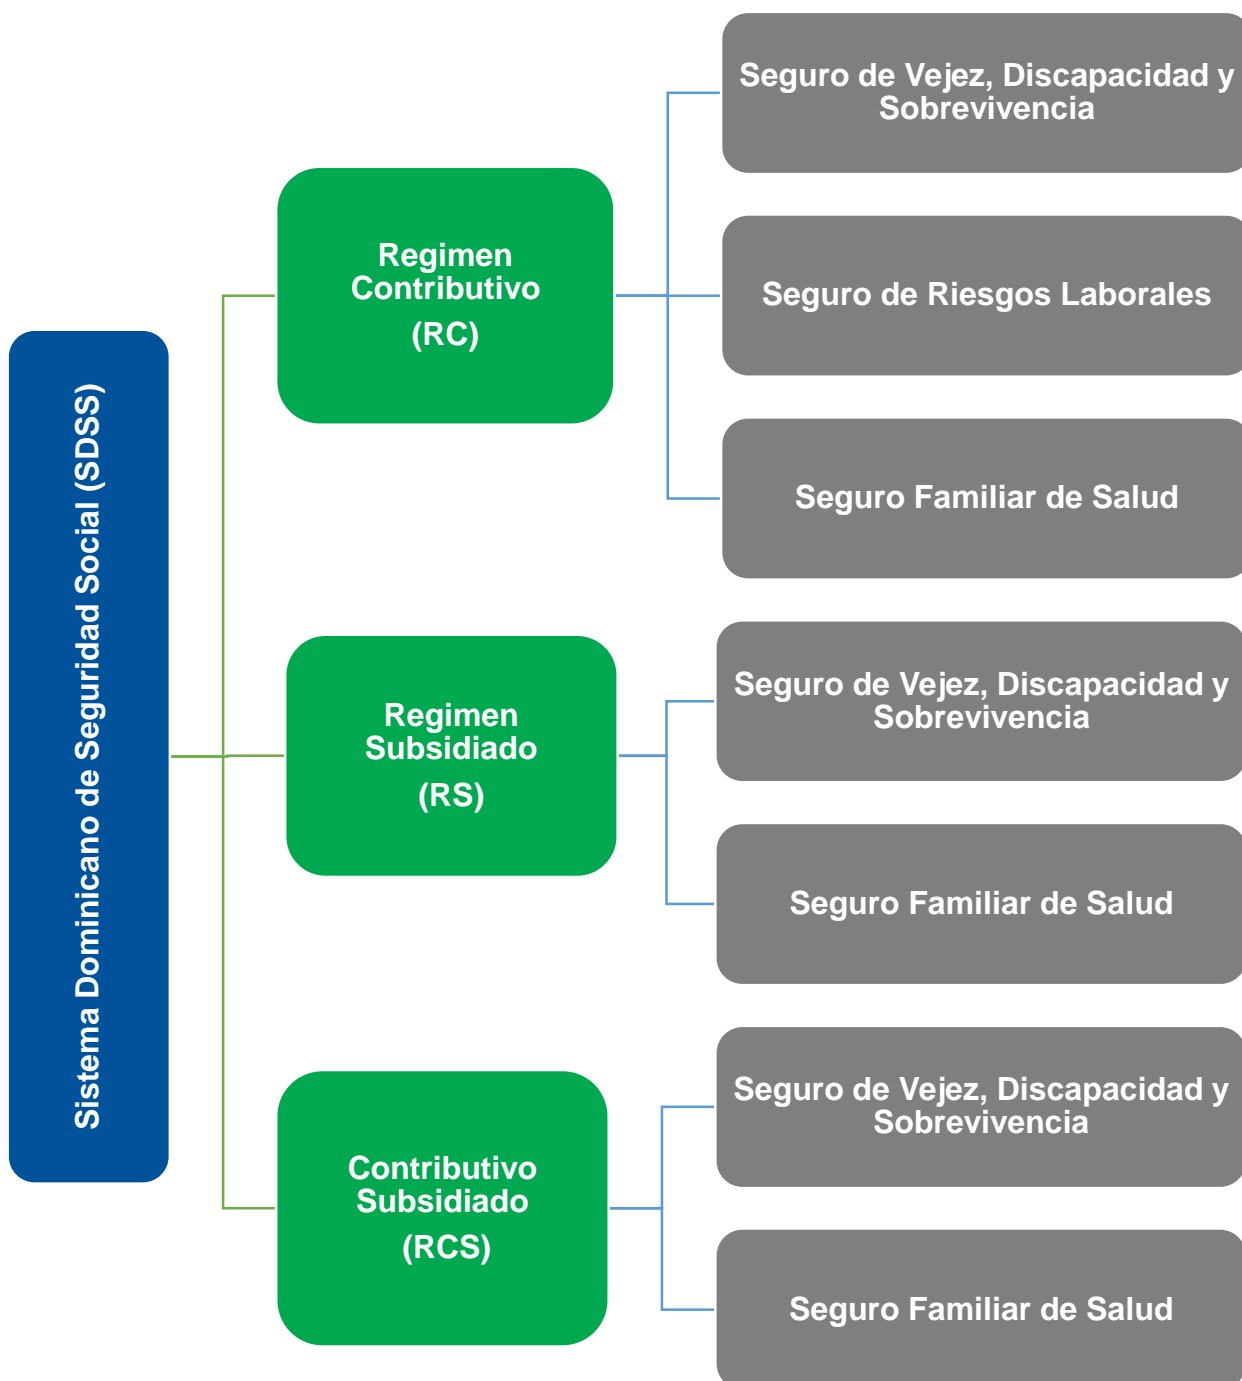 Sistema Dominicano de Seguridad Social (SDSS)
Regimen
Contributivo
(RC)
Seguro de Vejez, Discapacidad y
Sobrevivencia
Seguro de Riesgos Laborales
Seguro Familiar de Salud
Regimen
Subsidiado
(RS)
Seguro de Vejez, Discapacidad y
Sobrevivencia
Seguro Familiar de Salud
Contributivo
Subsidiado
(RCS)
Seguro de Vejez, Discapacidad y
Sobrevivencia
Seguro Familiar de Salud